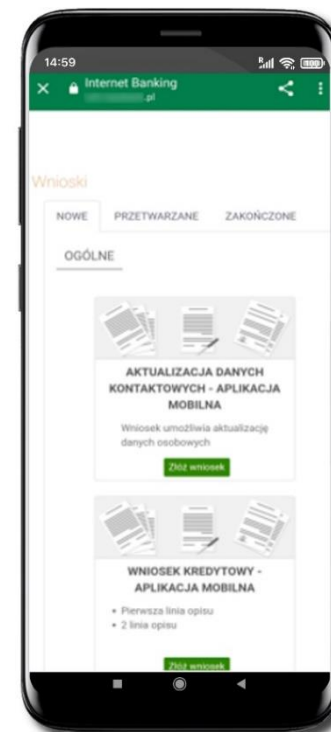 14:59
Internet Banking
.pl
Wnioski
NOWE PRZETWARZANE ZAKOŃCZONE
OGÓLNE
AKTUALIZACJA DANYCH
KONTAKTOWYCH - APLIKACJA
MOBILNA
Wniosek umożliwia aktualizację
danych osobowych
Złóż wniosek
WNIOSEK KREDYTOWY -
APLIKACJA MOBILNA
• Pierwsza linia opisu
• 2 linia opisu
Złóż wniosek